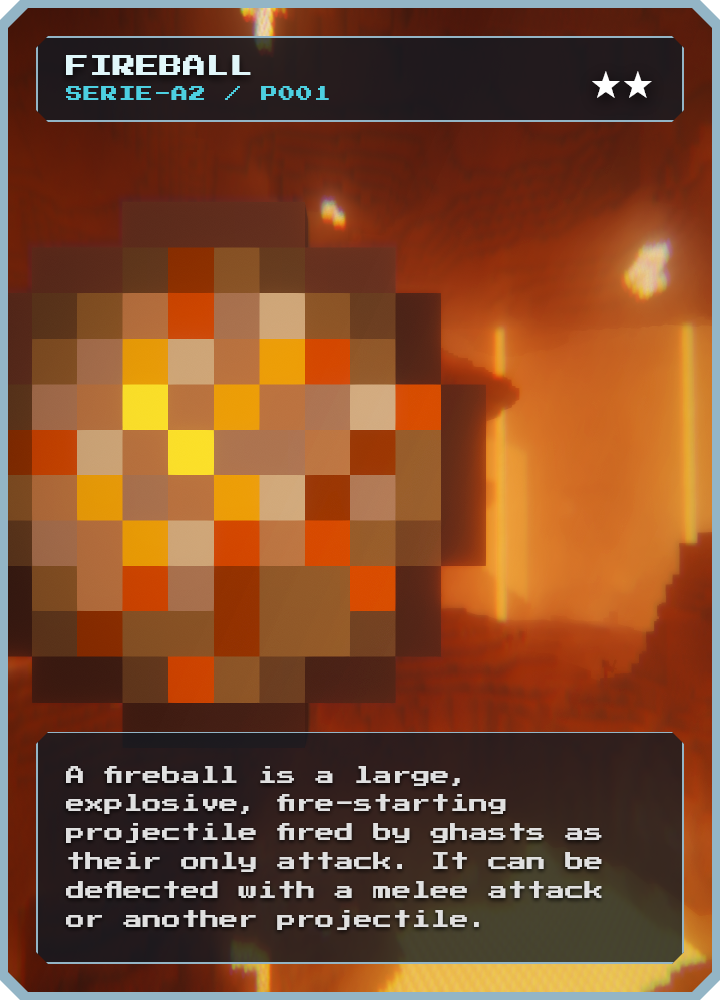 FIREBALL
SERIE-A2 / P001
★★
A fireball is a large,
explosive, fire-starting
projectile fired by ghasts as
their only attack. It can be
deflected with a melee attack
or another projectile.